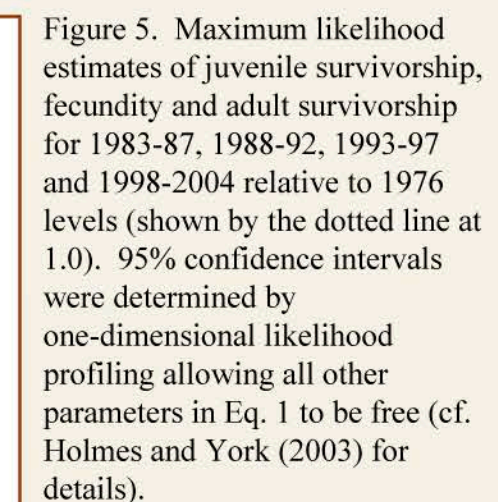 Figure 5.  Maximum likelihood
estimates of juvenile survivorship,
fecundity and adult survivorship
for 1983-87, 1988-92, 1993-97
and 1998-2004 relative to 1976
levels (shown by the dotted line at
1.0).  95% confidence intervals
were determined by
one-dimensional likelihood
profiling allowing all other
parameters in Eq. 1 to be free (cf.
Holmes and York (2003) for
details).